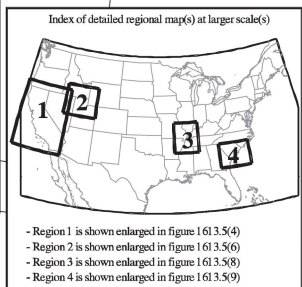 Index of detailed regional map(s) at larger scale(s)
1
2
3
4
- Region 1 is shown enlarged in figure 1613.5(4)
- Region 2 is shown enlarged in figure 1613.5(6)
- Region 3 is shown enlarged in figure 1613.5(8)
- Region 4 is shown enlarged in figure 1613.5(9)